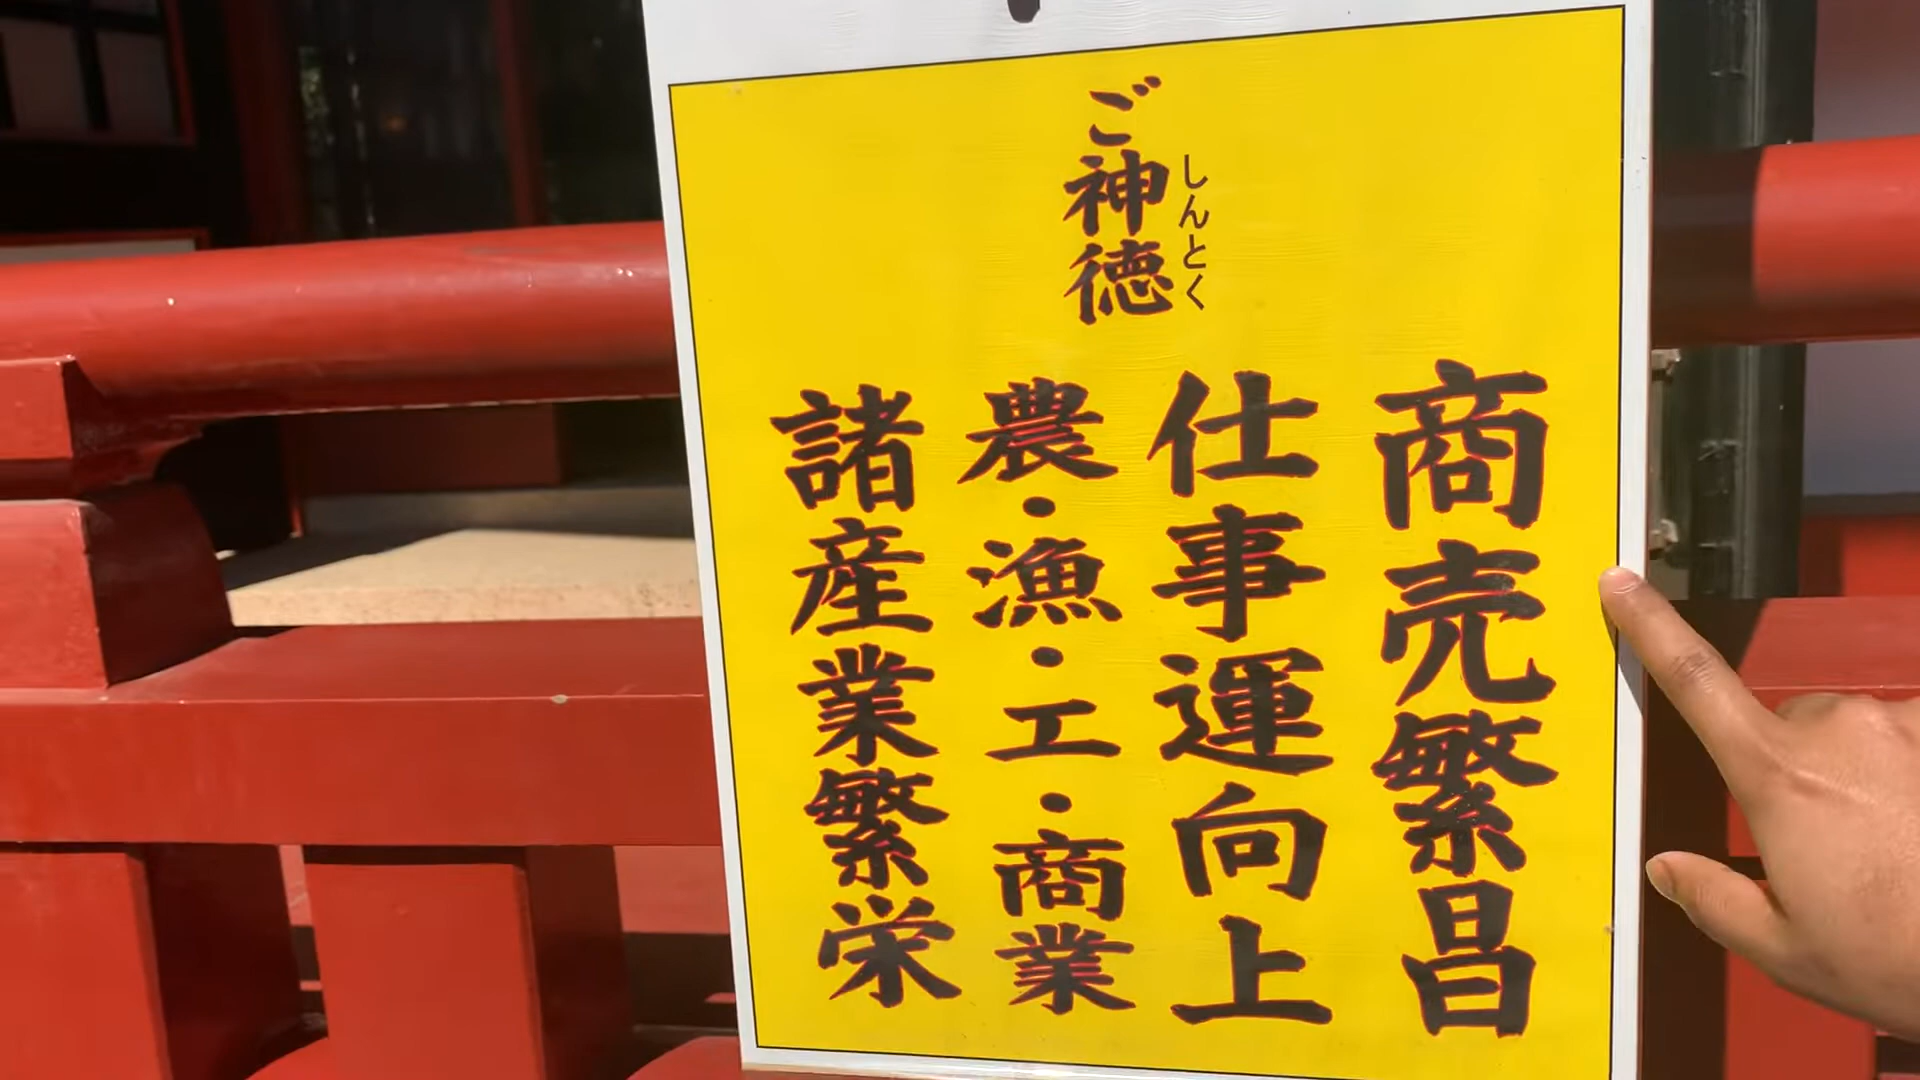 ご神徳
しんとく
商売繁昌
仕事運向上
農・漁・工・商業
諸産業繁栄